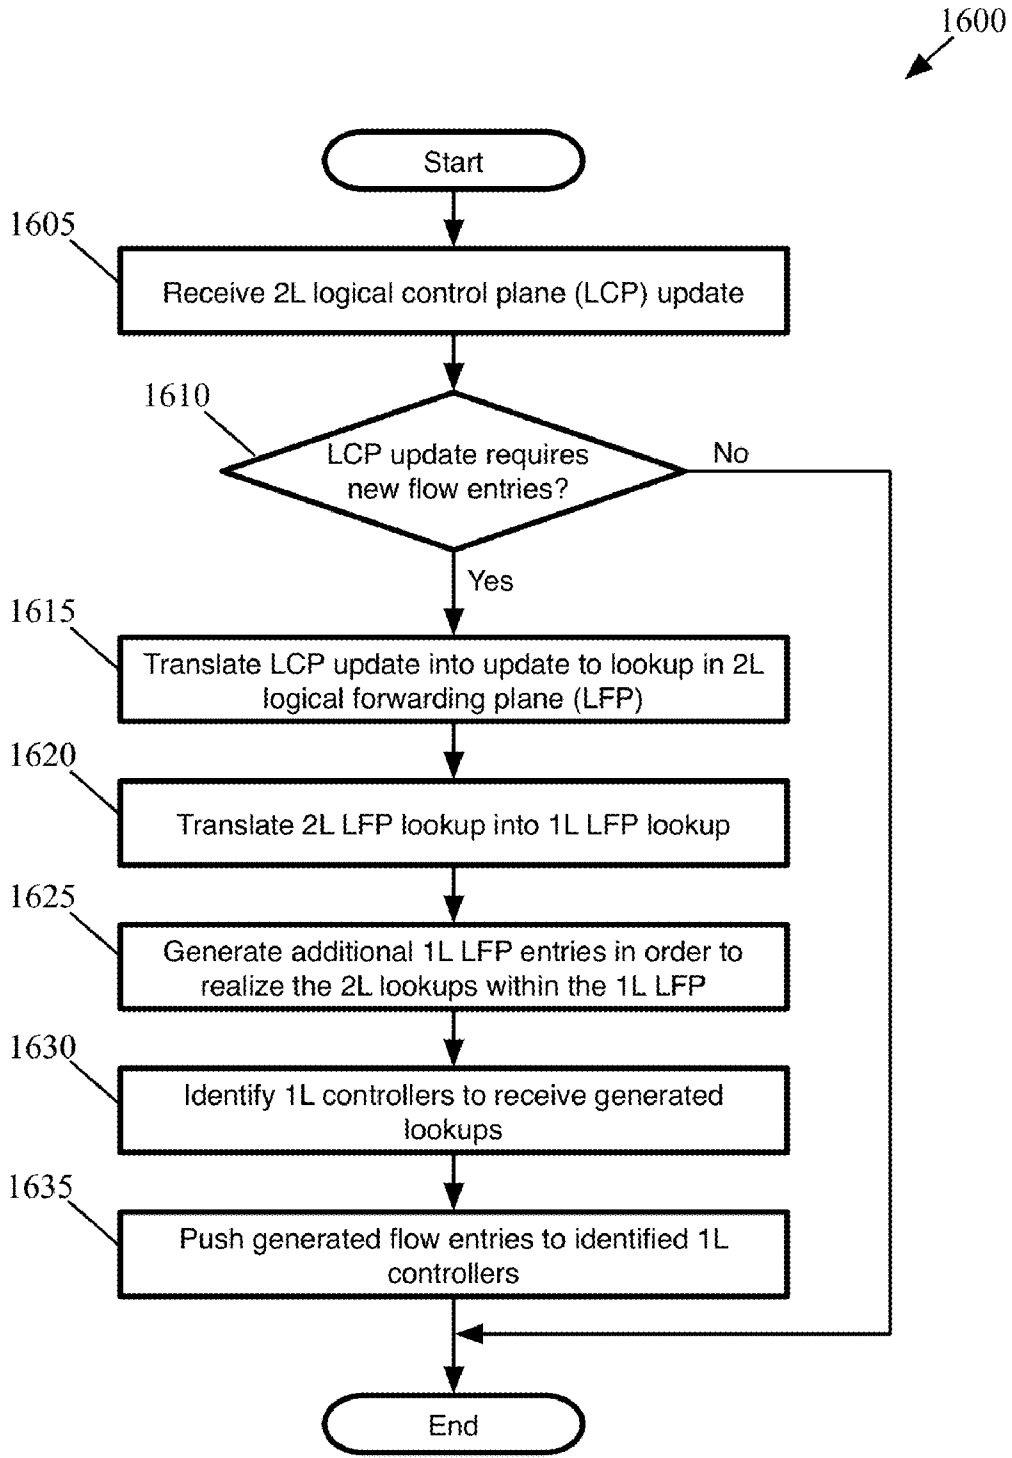 1600
Start
1605
Receive 2L logical control plane (LCP) update
1610
LCP update requires
new flow entries?
No
Yes
1615
Translate LCP update into update to lookup in 2L
logical forwarding plane (LFP)
1620
Translate 2L LFP lookup into 1L LFP lookup
1625
Generate additional 1L LFP entries in order to
realize the 2L lookups within the 1L LFP
1630
Identify 1L controllers to receive generated
lookups
1635
Push generated flow entries to identified 1L
controllers
End